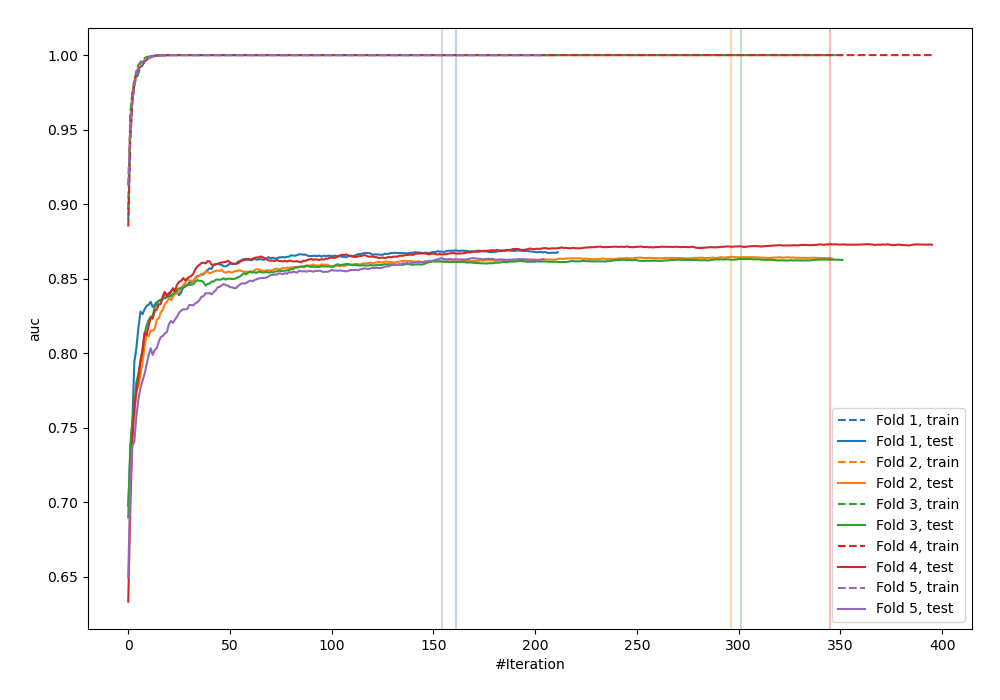 1.00
0.95
0.90
0.85
0.80
0.75
0.70
0.65
auc
0
50
100
150
200
250
300
350
400
#Iteration
Fold 1, train
Fold 1, test
Fold 2, train
Fold 2, test
Fold 3, train
Fold 3, test
Fold 4, train
Fold 4, test
Fold 5, train
Fold 5, test